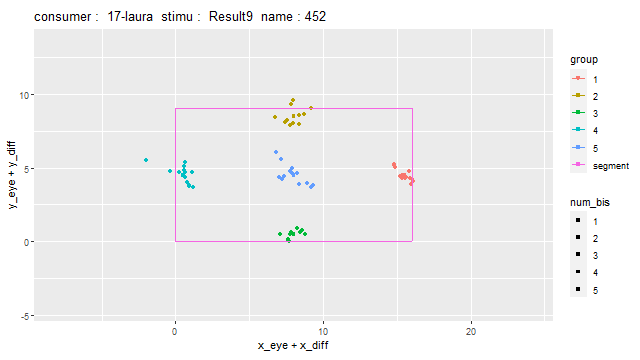 consumer :  17-laura  stimu :  Result9  name : 452
10
5
0
-5
y_eye + y_diff
0
10
20
x_eye + x_diff
group
1
2
3
4
5
segment
num_bis
1
2
3
4
5